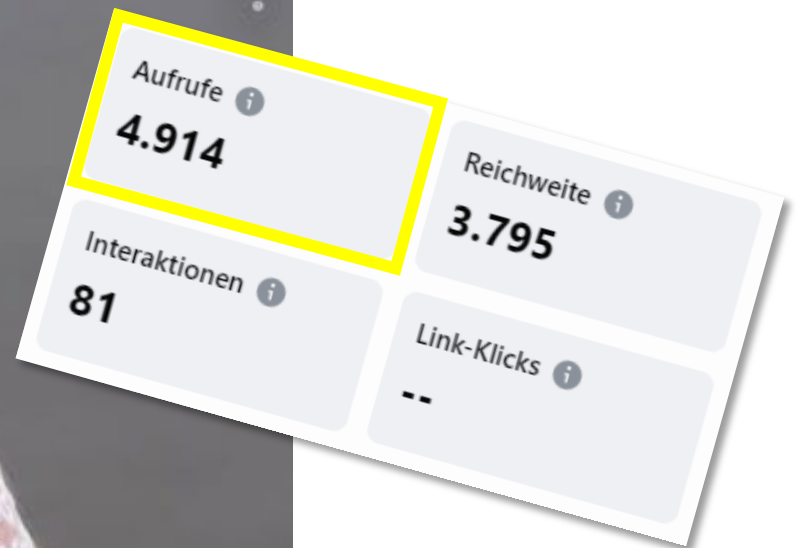 Aufrufe
4.914
Reichweite
3.795
Interaktionen
81
Link-Klicks
--